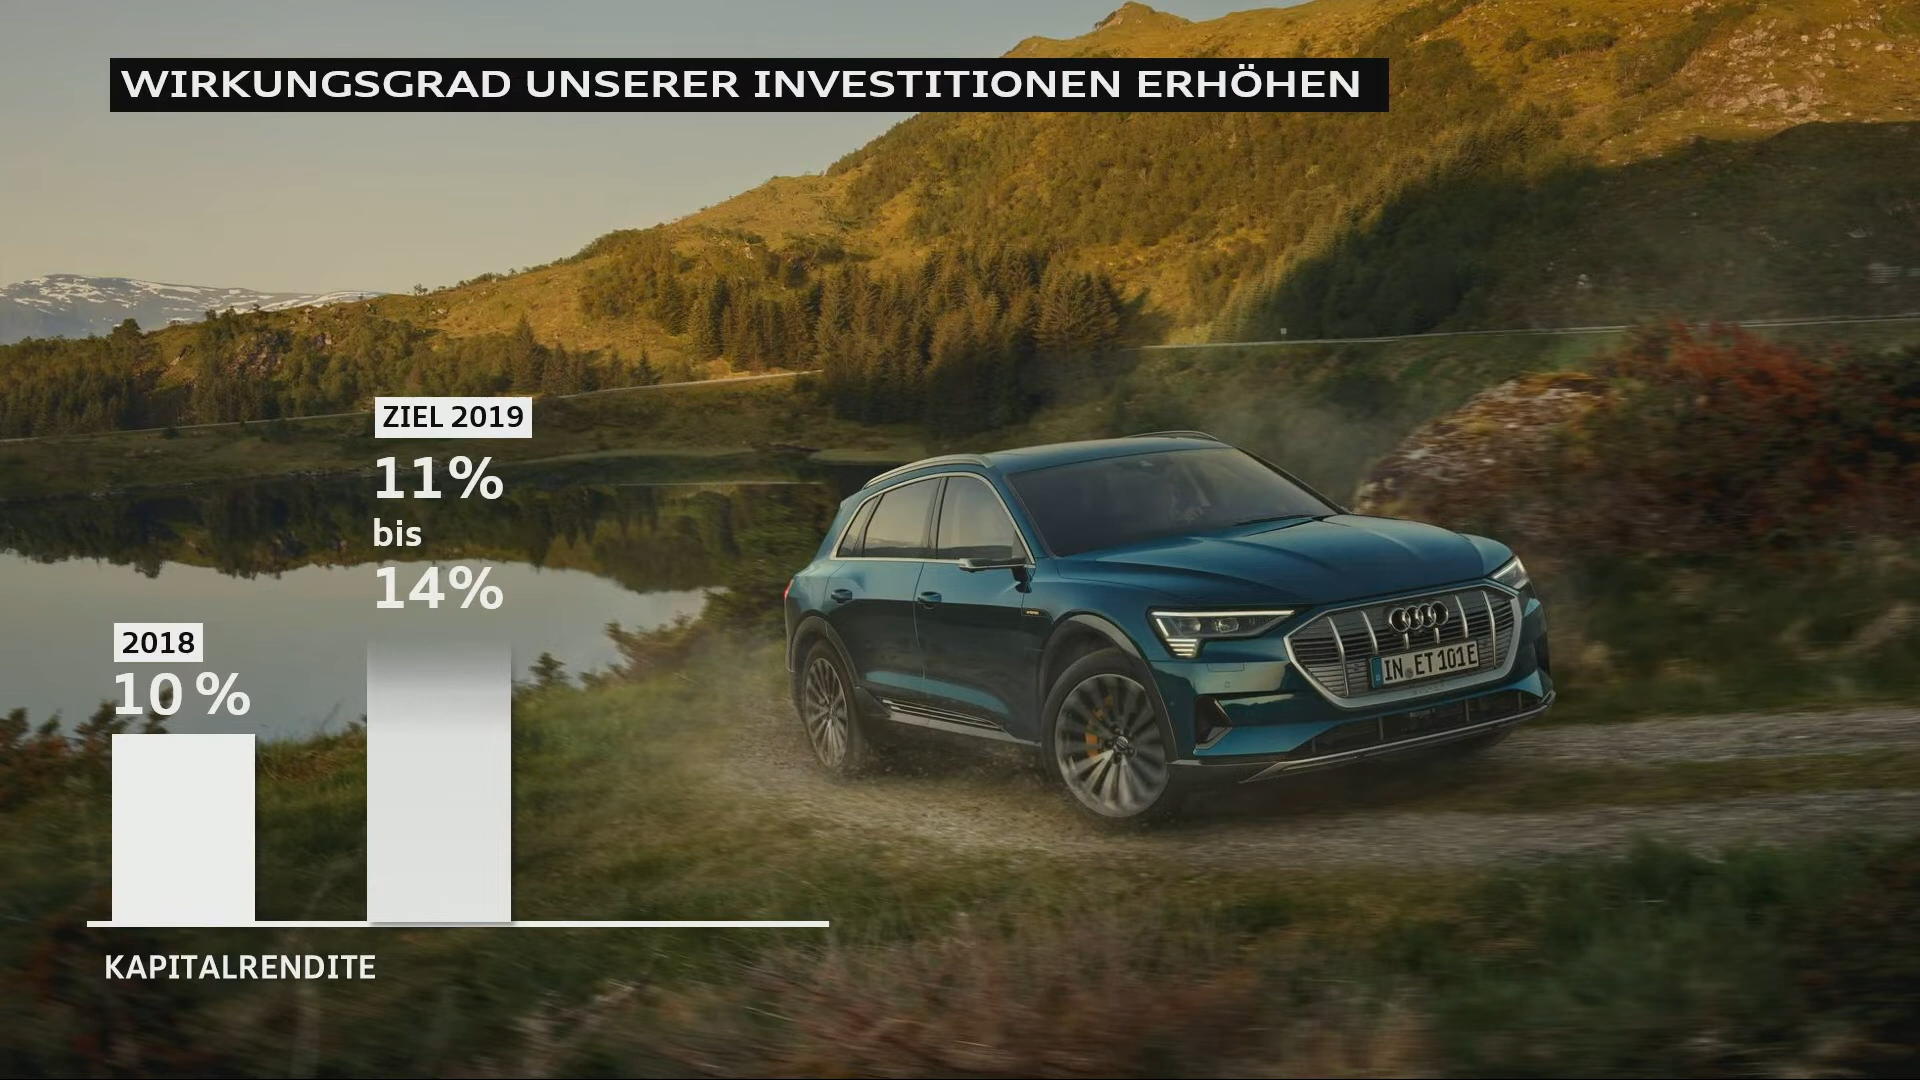 WIRKUNGSGRAD UNSERER INVESTITIONEN ERHÖHEN
ZIEL 2019
11%
bis
14%
2018
10 %
KAPITALRENDITE
IN ET 101E